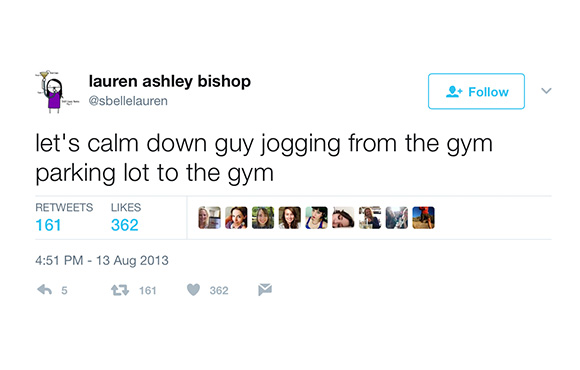 lauren ashley bishop
@sbellelauren
Follow
let's calm down guy jogging from the gym
parking lot to the gym
RETWEETS LIKES
161 362
4:51 PM - 13 Aug 2013
5 161 362